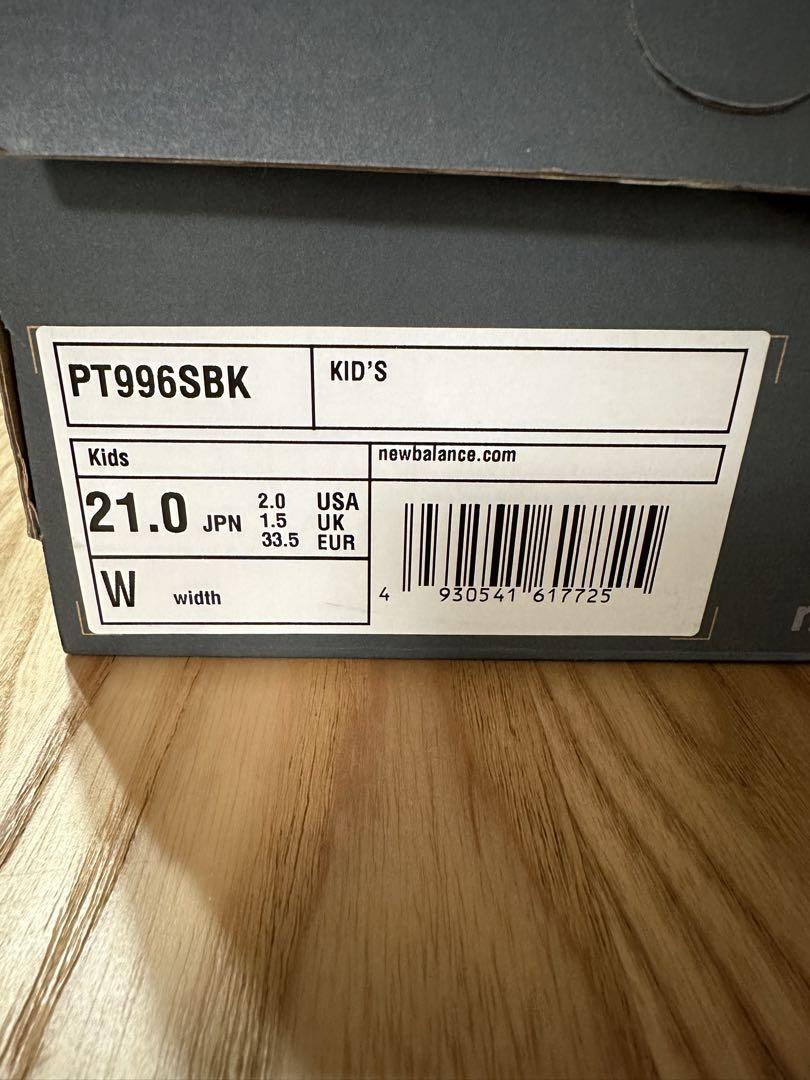 PT996SBK
KID'S
Kids
newbalance.com
21.0 JPN
2.0 USA
1.5 UK
33.5 EUR
W width
4 930541 617725